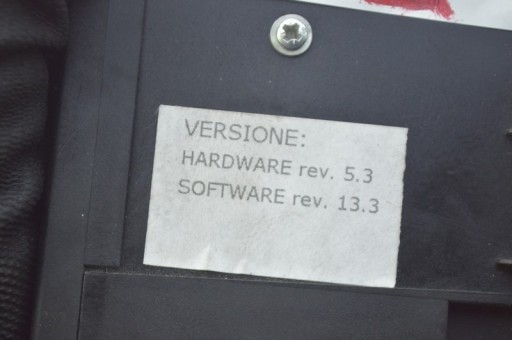 VERSIONE:
HARDWARE rev. 5.3
SOFTWARE rev. 13.3